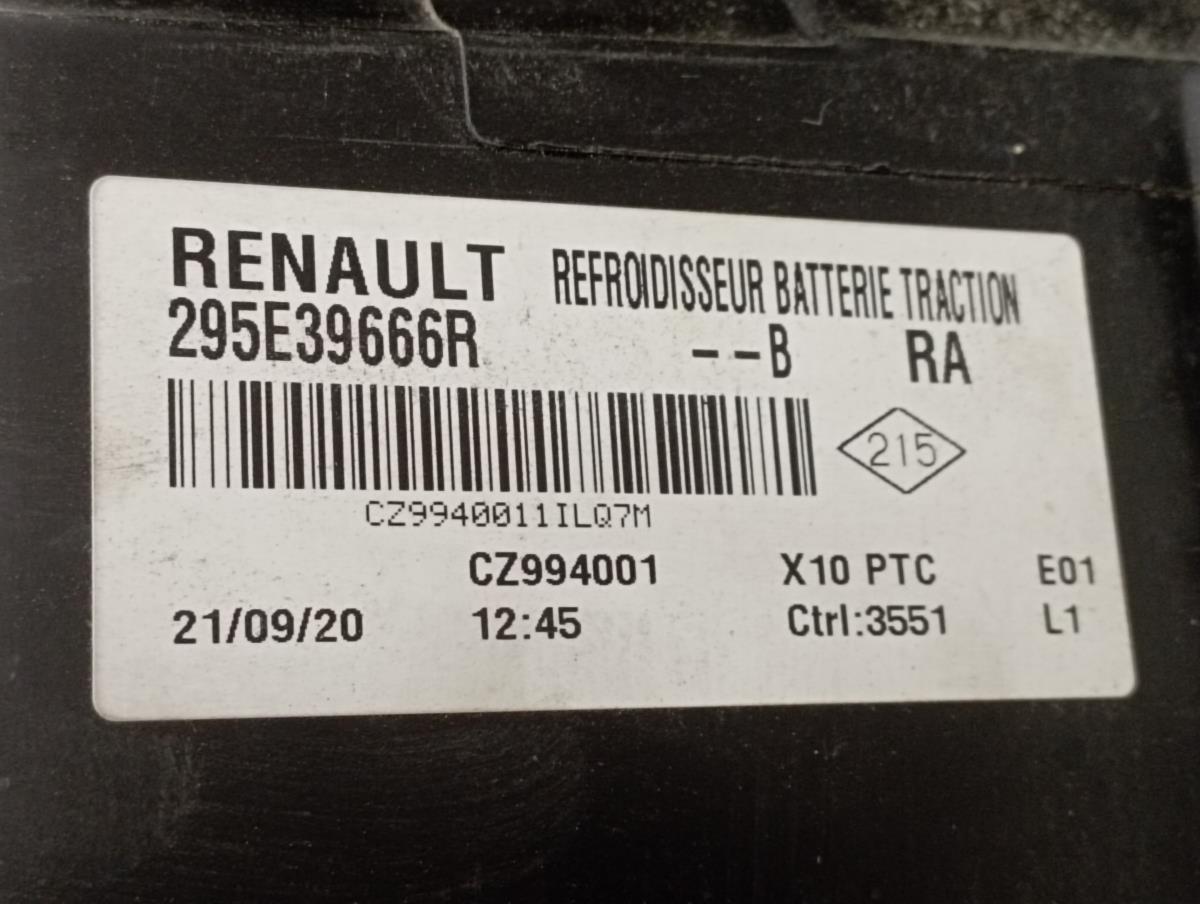 RENAULT REFROIDISSEUR BATTERIE TRACTION
295E39666R --B RA
215
CZ9940011ILQ7M
CZ994001 X10 PTC E01
21/09/20 12:45 Ctrl:3551 L1